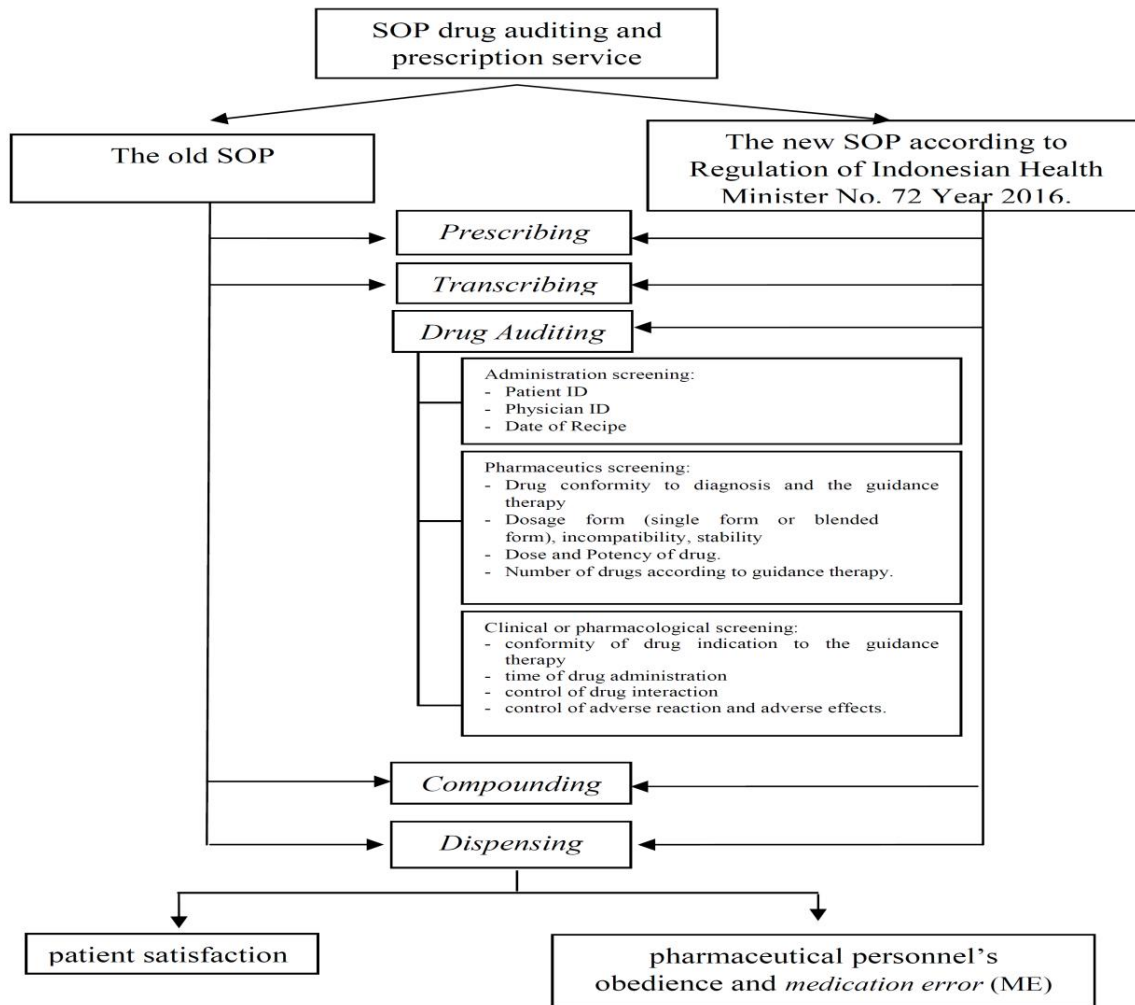 SOP drug auditing and
prescription service
The old SOP
The new SOP according to
Regulation of Indonesian Health
Minister No. 72 Year 2016.
Prescribing
Transcribing
Drug Auditing
Administration screening:
- Patient ID
- Physician ID
- Date of Recipe
Pharmaceutics screening:
- Drug conformity to diagnosis and the guidance
therapy
- Dosage form (single form or blended
form), incompatibility, stability
- Dose and Potency of drug.
- Number of drugs according to guidance therapy.
Clinical or pharmacological screening:
- conformity of drug indication to the guidance
therapy
- time of drug administration
- control of drug interaction
- control of adverse reaction and adverse effects.
Compounding
Dispensing
patient satisfaction
pharmaceutical personnel’s
obedience and medication error (ME)